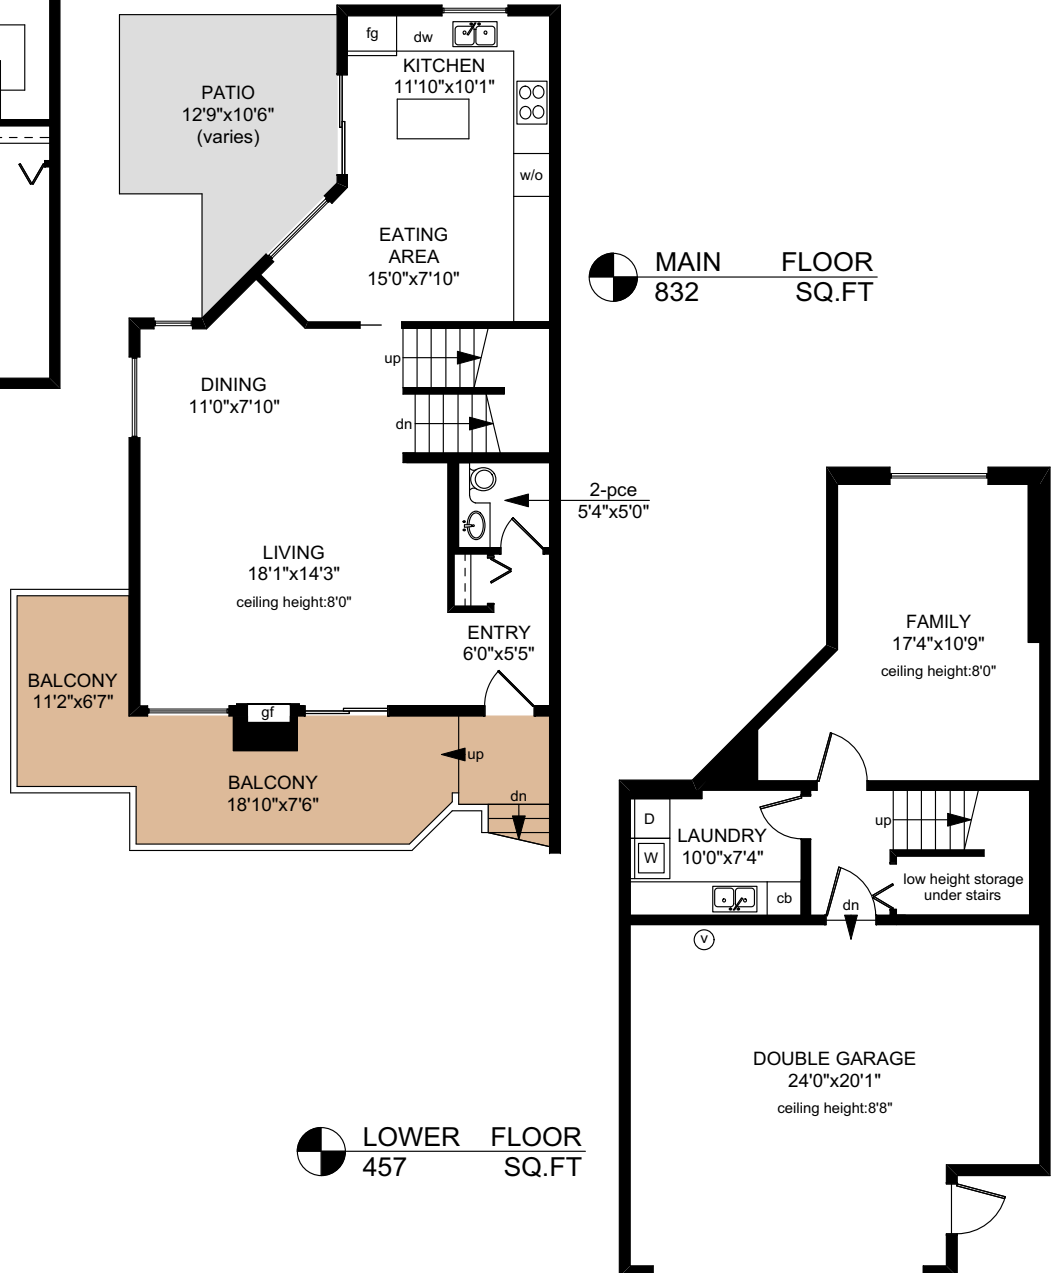 fg
dw
KITCHEN
11'10"x10'1"
PATIO
12'9"x10'6"
(varies)
w/o
EATING
AREA
15'0"x7'10"
MAIN FLOOR
832 SQ.FT
up
DINING
11'0"x7'10"
dn
2-pce
5'4"x5'0"
LIVING
18'1"x14'3"
ceiling height:8'0"
ENTRY
6'0"x5'5"
BALCONY
11'2"x6'7"
gf
up
BALCONY
18'10"x7'6"
dn
FAMILY
17'4"x10'9"
ceiling height:8'0"
D
LAUNDRY
10'0"x7'4"
W
up
low height storage
under stairs
cb
dn
v
DOUBLE GARAGE
24'0"x20'1"
ceiling height:8'8"
LOWER FLOOR
457 SQ.FT